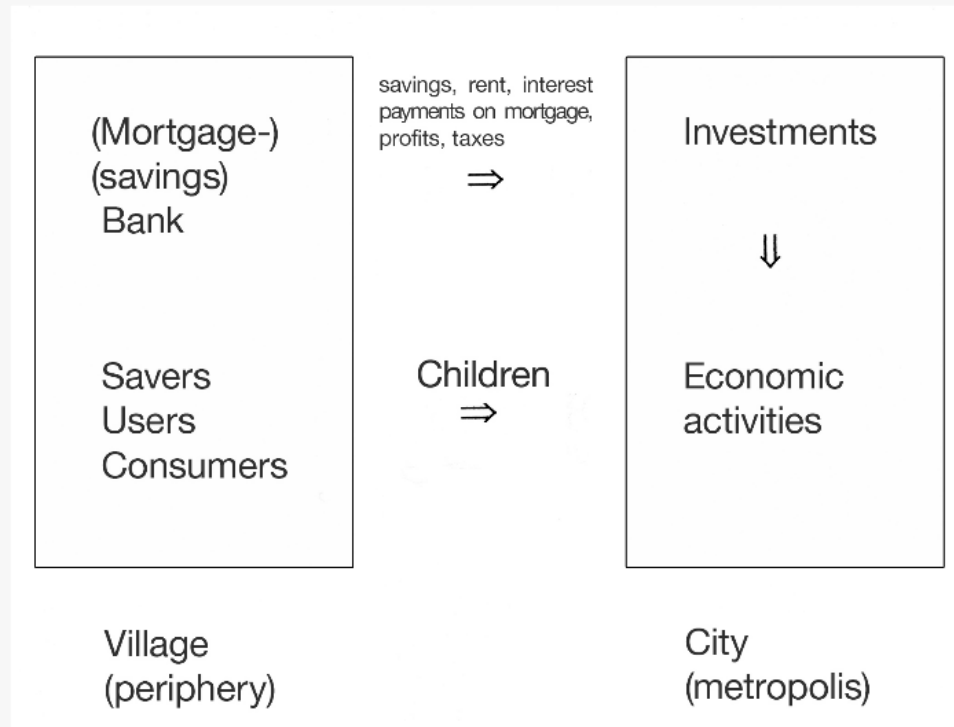 (Mortgage-)
(savings)
Bank
Savers
Users
Consumers
Village
(periphery)
savings, rent, interest
payments on mortgage,
profits, taxes
⇒
Children
⇒
Investments
⇓
Economic
activities
City
(metropolis)